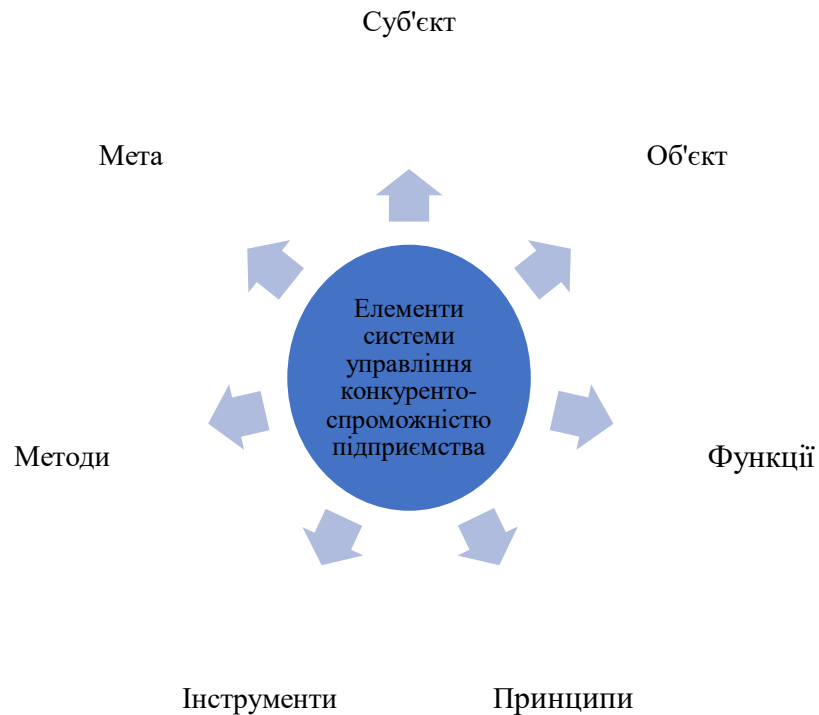 Суб'єкт
Мета
Об'єкт
Елементи
системи
управління
конкуренто-
спроможністю
підприємства
Методи
Функції
Інструменти
Принципи